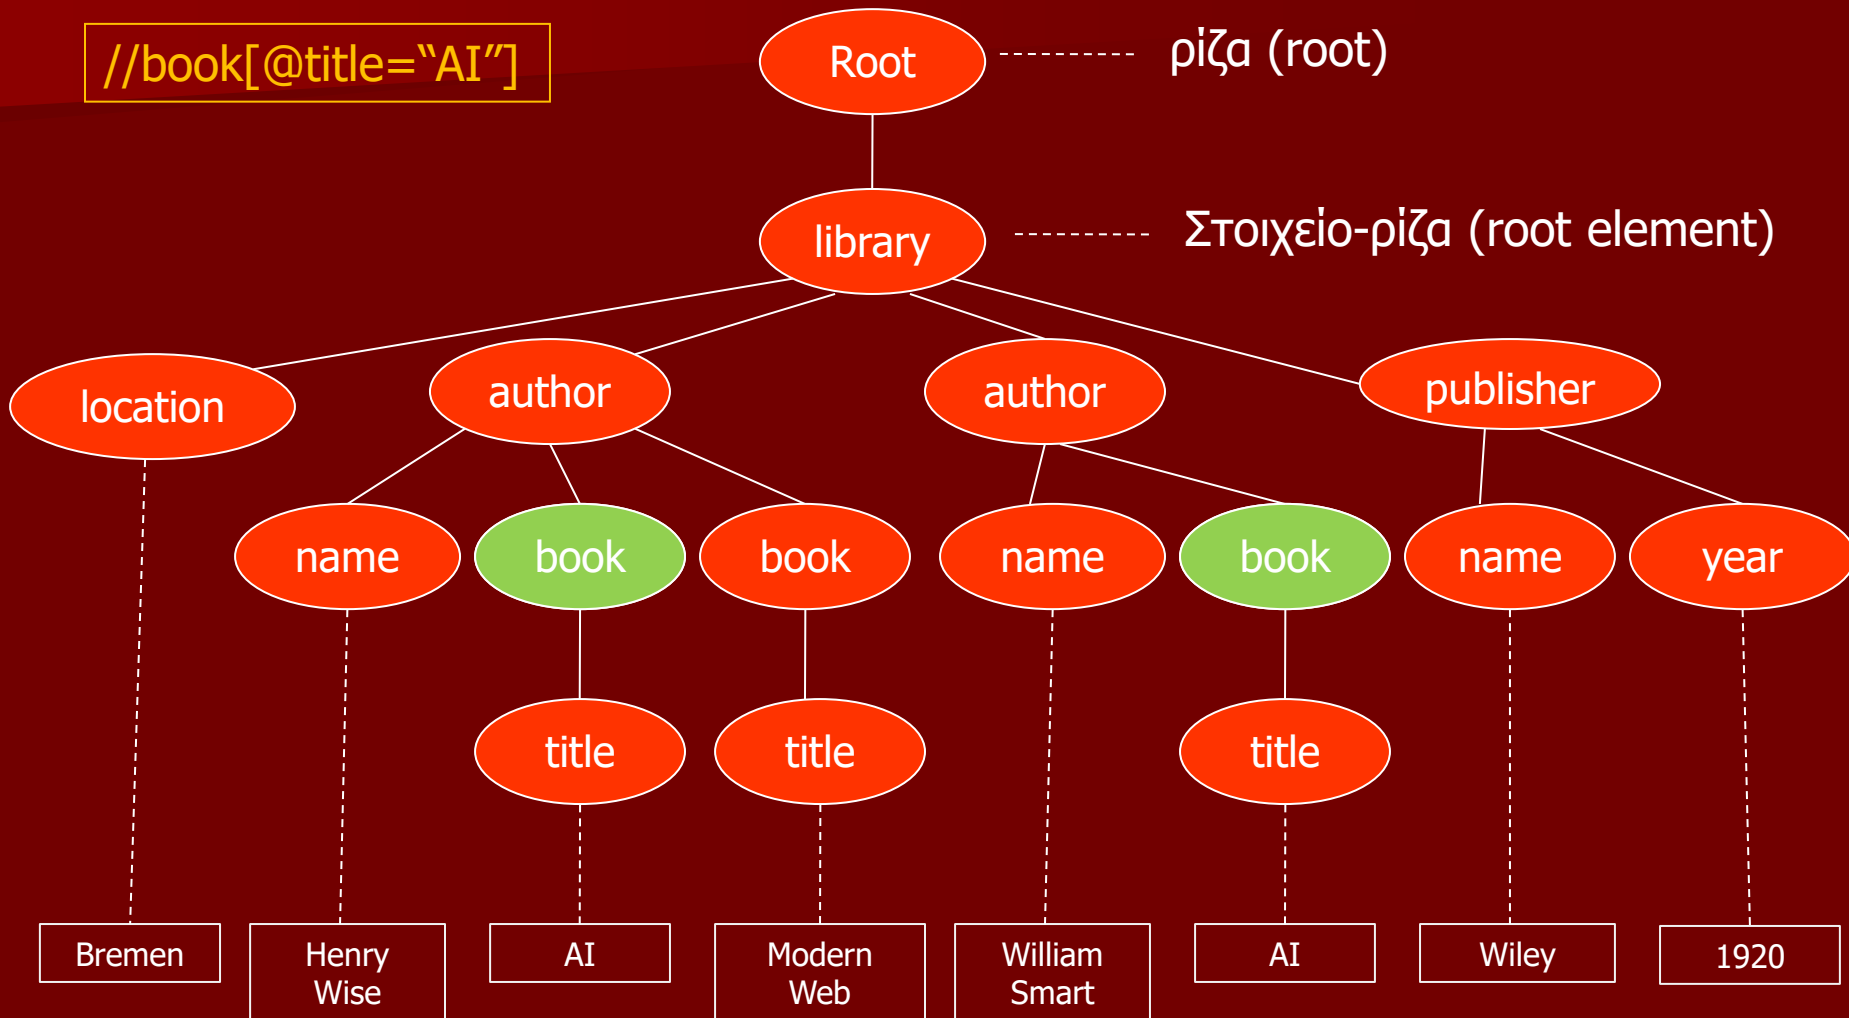 //book[@title=“AI”]
Root
ρίζα (root)
library
Στοιχείο-ρίζα (root element)
location
author
author
publisher
name
book
book
name
book
name
year
title
title
title
Bremen
Henry
Wise
AI
Modern
Web
William
Smart
AI
Wiley
1920